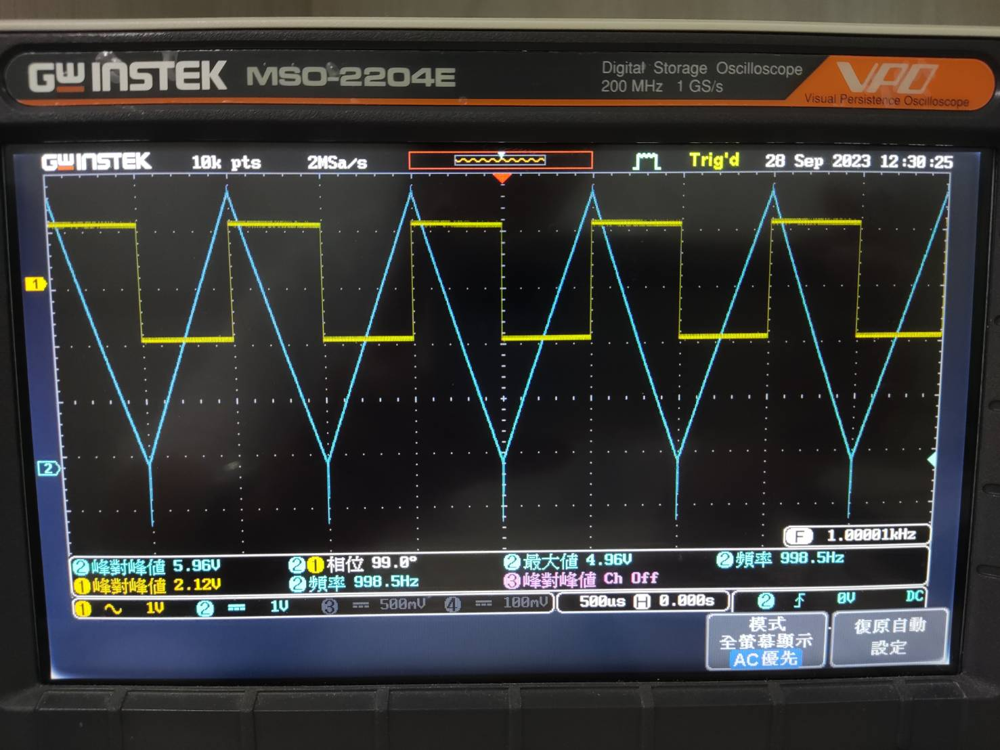 GWINSTEK MSO-2204E Digital Storage Oscilloscope
200 MHz 1 GS/s
VPO
Visual Persistence Oscilloscope
GWINSTEK 10k pts 2MSa/s Trig'd 28 Sep 2023 12:30:25
1
2
F 1.00001kHz
2峰對峰值 5.96V 2 1相位 99.0° 2最大值 4.96V 2頻率 998.5Hz
1峰對峰值 2.12V 2頻率 998.5Hz 3峰對峰值 Ch Off
1 1V 2 1V 3 500mV 4 100mV 500us H 0.000s 2 0V DC
模式
全螢幕顯示
AC優先
復原自動
設定